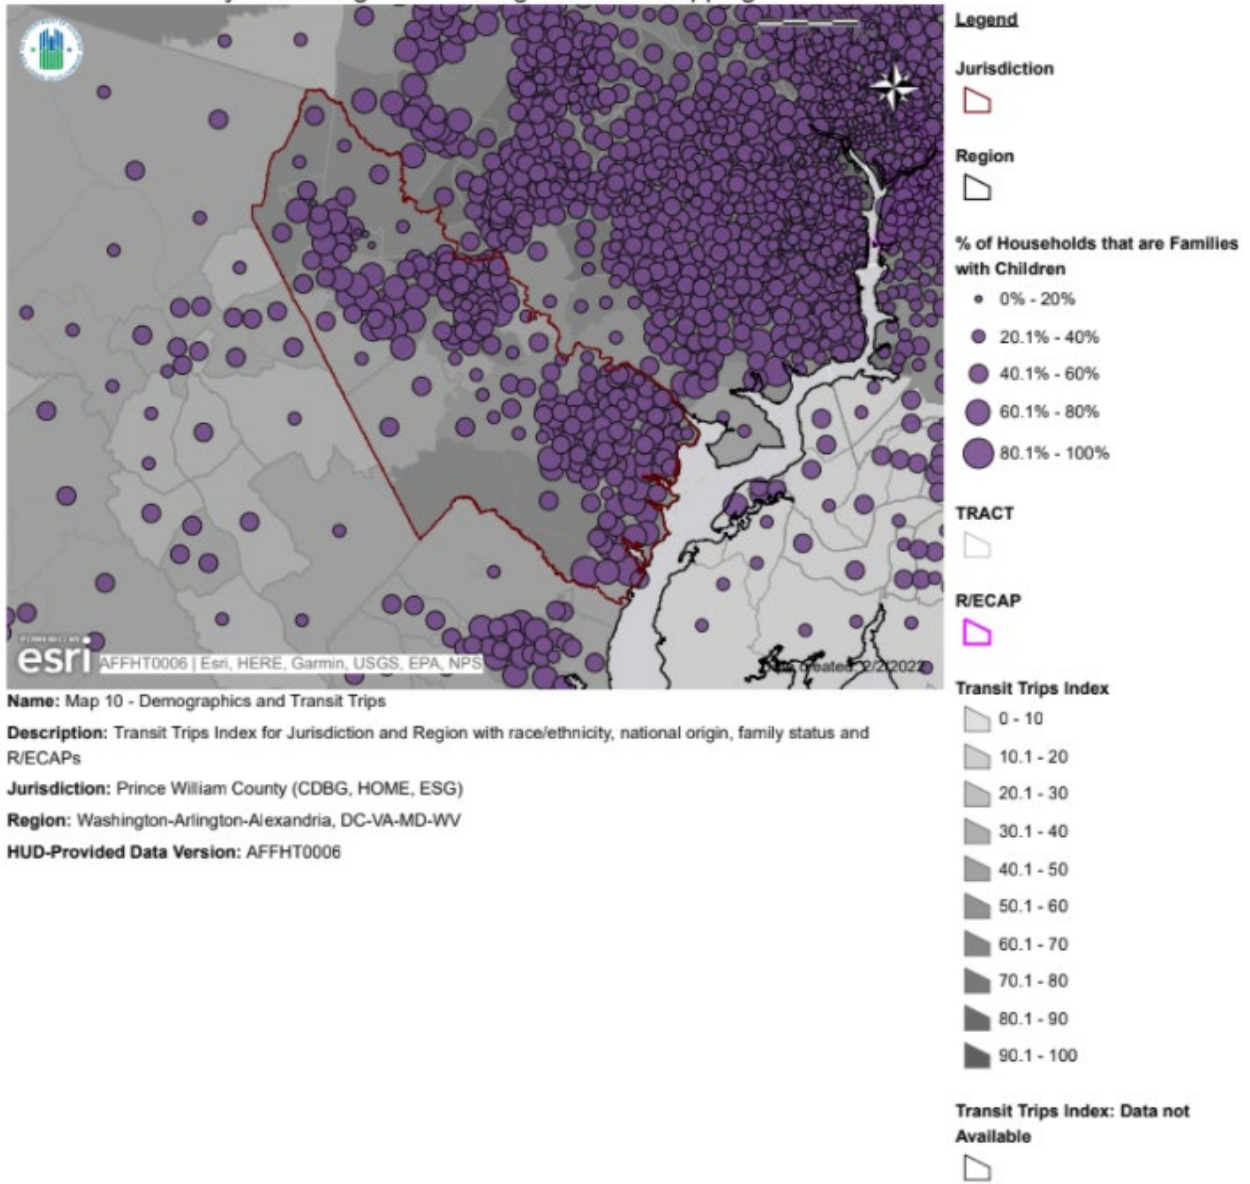 Legend
Jurisdiction
Region
% of Households that are Families
with Children
0% - 20%
20.1% - 40%
40.1% - 60%
60.1% - 80%
80.1% - 100%
TRACT
R/ECAP
POWERED BY
esri
AFFHT0006 | Esri, HERE, Garmin, USGS, EPA, NPS
created: 2/2/2022
Name: Map 10 - Demographics and Transit Trips
Description: Transit Trips Index for Jurisdiction and Region with race/ethnicity, national origin, family status and
R/ECAPs
Jurisdiction: Prince William County (CDBG, HOME, ESG)
Region: Washington-Arlington-Alexandria, DC-VA-MD-WV
HUD-Provided Data Version: AFFHT0006
Transit Trips Index
0 - 10
10.1 - 20
20.1 - 30
30.1 - 40
40.1 - 50
50.1 - 60
60.1 - 70
70.1 - 80
80.1 - 90
90.1 - 100
Transit Trips Index: Data not
Available